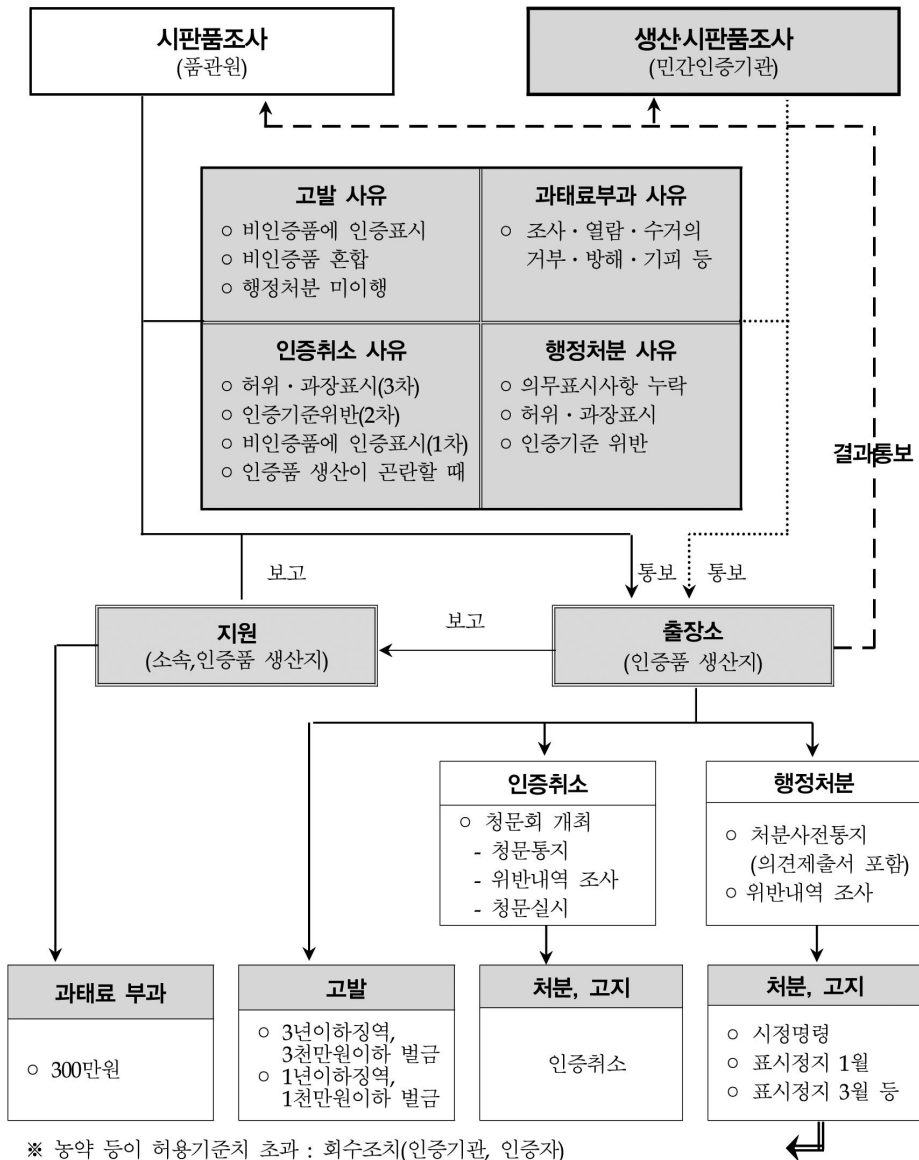 시판품조사
(품관원)
생산·시판품조사
(민간인증기관)
고발 사유
○ 비인증품에 인증표시
○ 비인증품 혼합
○ 행정처분 미이행
과태료부과 사유
○ 조사·열람·수거의
거부·방해·기피 등
인증취소 사유
○ 허위·과장표시(3차)
○ 인증기준위반(2차)
○ 비인증품에 인증표시(1차)
○ 인증품 생산이 곤란할 때
행정처분 사유
○ 의무표시사항 누락
○ 허위·과장표시
○ 인증기준 위반
결과통보
보고
통보
통보
지원
(소속,인증품 생산지)
보고
출장소
(인증품 생산지)
인증취소
○ 청문회 개최
- 청문통지
- 위반내역 조사
- 청문실시
행정처분
○ 처분사전통지
(의견제출서 포함)
○ 위반내역 조사
과태료 부과
○ 300만원
고발
○ 3년이하징역,
3천만원이하 벌금
○ 1년이하징역,
1천만원이하 벌금
처분, 고지
인증취소
처분, 고지
○ 시정명령
○ 표시정지 1월
○ 표시정지 3월 등
※ 농약 등이 허용기준치 초과 : 회수조치(인증기관, 인증자)